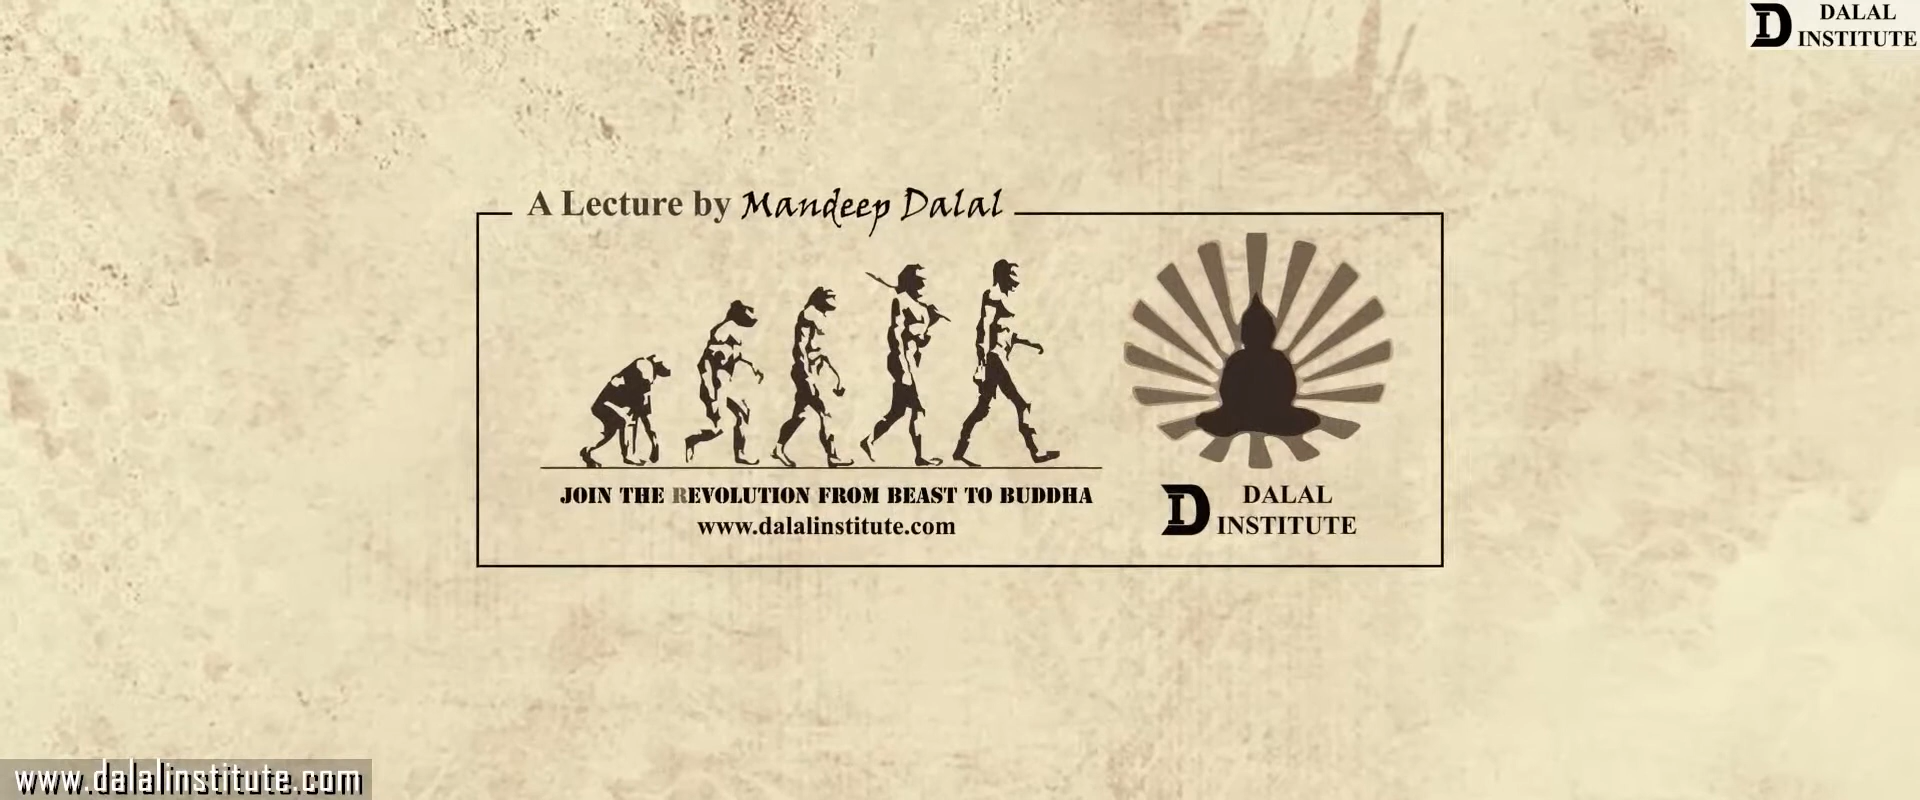 DALAL
INSTITUTE
A Lecture by Mandeep Dalal
JOIN THE REVOLUTION FROM BEAST TO BUDDHA
www.dalalinstitute.com
DALAL
INSTITUTE
www.dalalinstitute.com